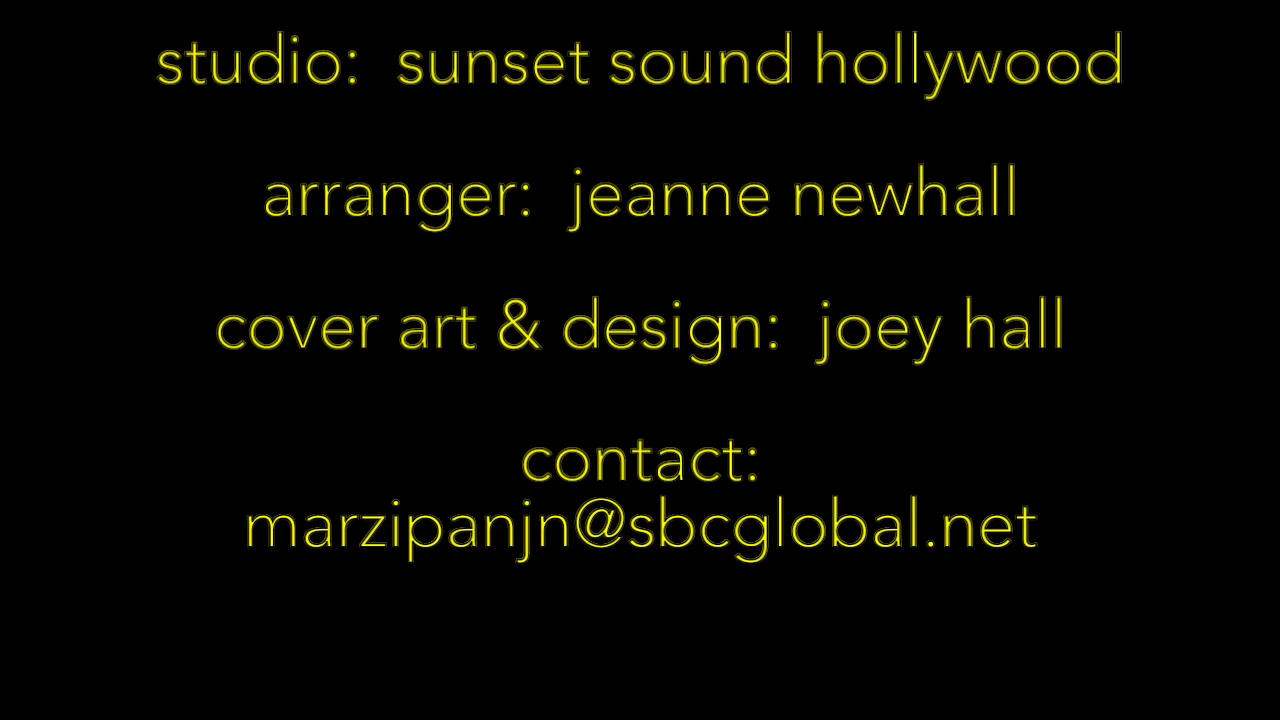 studio:  sunset sound hollywood
arranger:  jeanne newhall
cover art & design:  joey hall
contact:
marzipanjn@sbcglobal.net